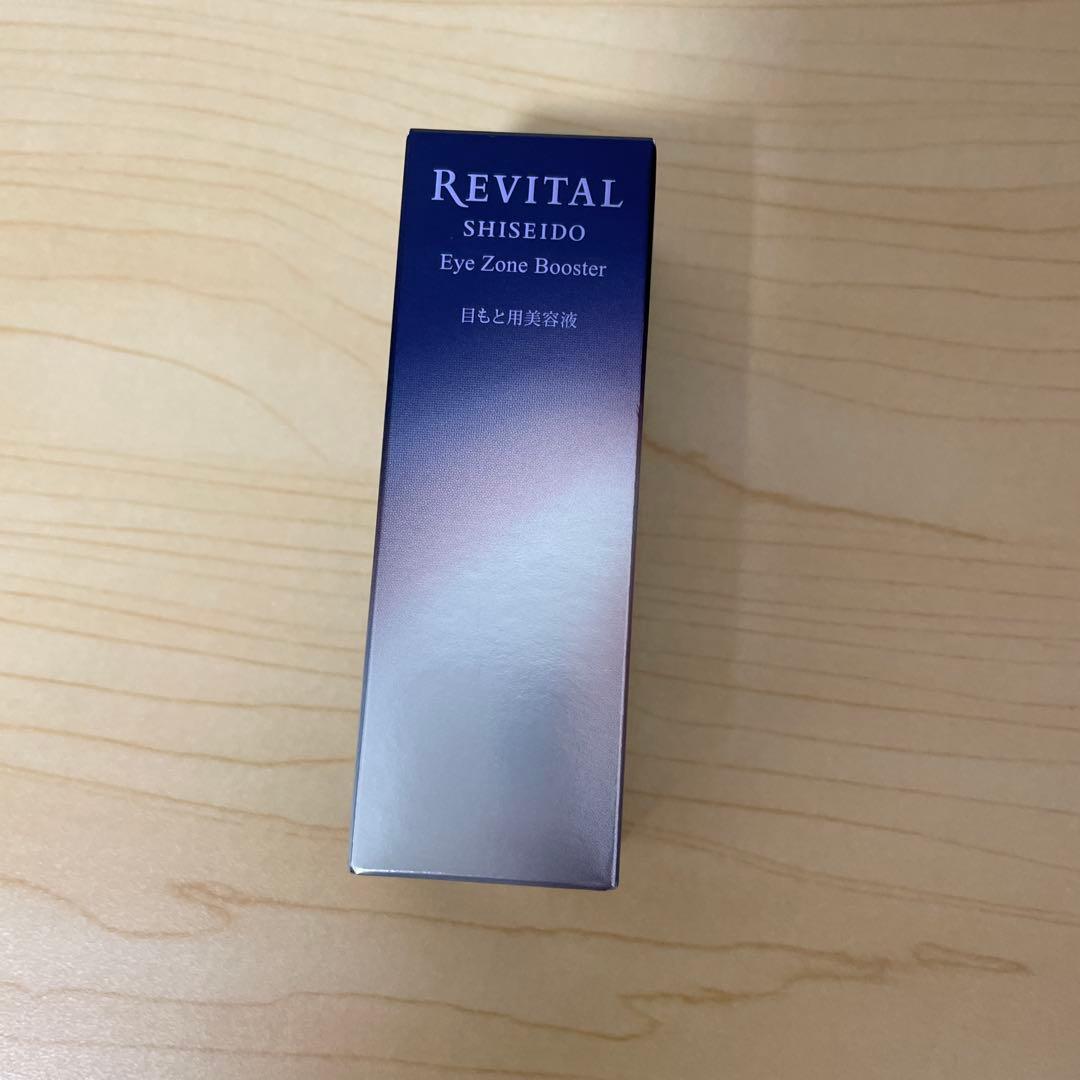 REVITAL
SHISEIDO
Eye Zone Booster
目もと用美容液